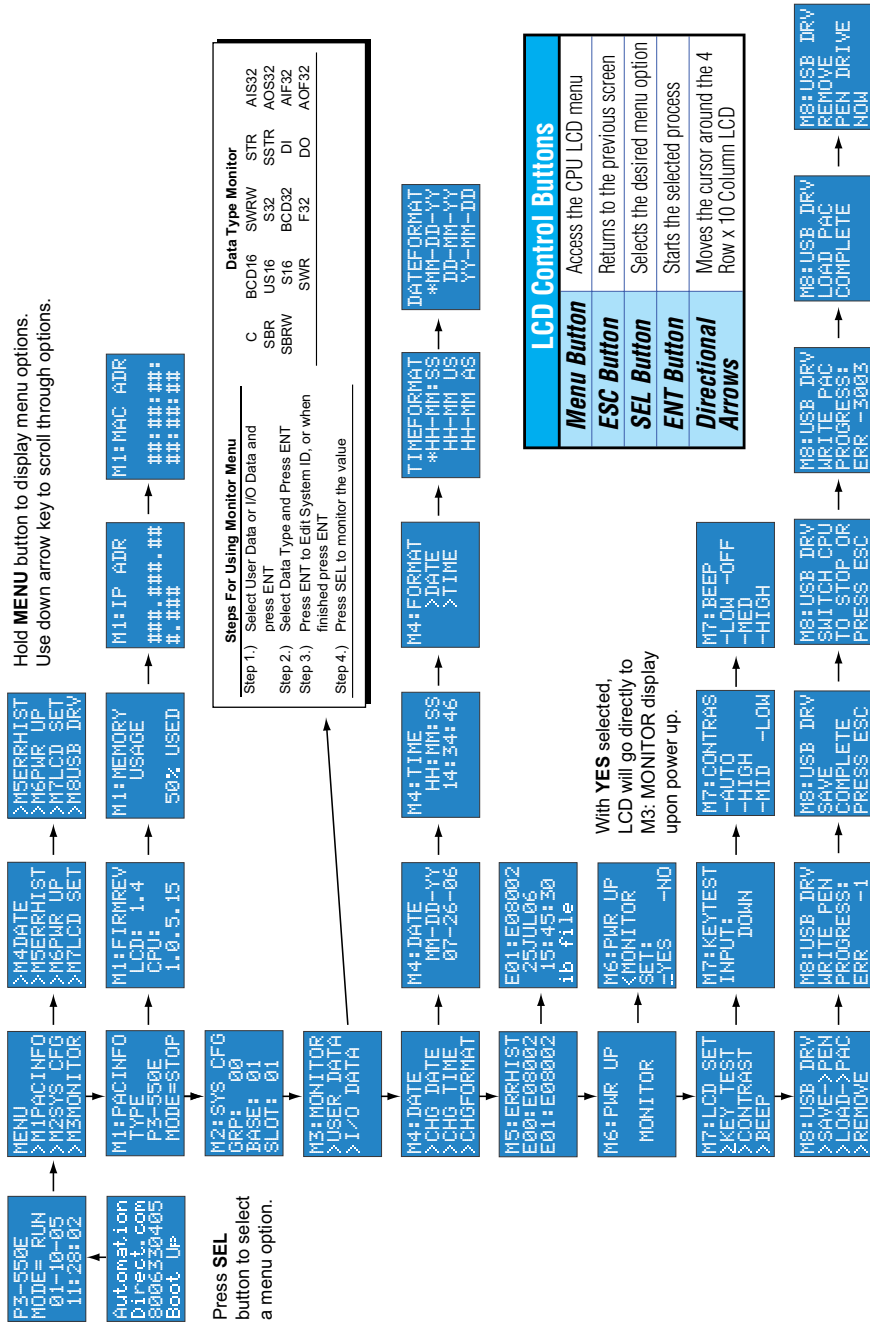 P3-550E
MODE= RUN
01-10-05
11:28:02
Automation
Direct.com
8006330405
Boot Up
Press SEL
button to select
a menu option.
Hold MENU button to display menu options.
Use down arrow key to scroll through options.
MENU
>M1PACINFO
>M2SYS CFG
>M3MONITOR
>M4DATE
>M5ERRHIST
>M6PWR UP
>M7LCD SET
>M5ERRHIST
>M6PWR UP
>M7LCD SET
>M8USB DRV
M1:PACINFO
TYPE
P3-550E
MODE=STOP
M1:FIRMREV
LCD: 1.4
CPU:
1.0.5.15
M1:MEMORY
USAGE
50% USED
M1:IP ADR
###.###.##
#.###
M1:MAC ADR
##:##:##:
##:##:##
M2:SYS CFG
GRP: 00
BASE: 01
SLOT: 01
M3:MONITOR
>USER DATA
>I/O DATA
Steps For Using Monitor Menu
Step 1.) Select User Data or I/O Data and
press ENT
Step 2.) Select Data Type and Press ENT
Step 3.) Press ENT to Edit System ID, or when
finished press ENT
Step 4.) Press SEL to monitor the value
Data Type Monitor
C BCD16 SWRW STR AIS32
SBR US16 S32 SSTR AOS32
SBRW S16 BCD32 DI AIF32
SWR F32 DO AOF32
M4:DATE
>CHG DATE
>CHG TIME
>CHGFORMAT
M4:DATE
MM-DD-YY
07-26-06
M4:TIME
HH:MM:SS
14:34:46
M4:FORMAT
>DATE
>TIME
TIMEFORMAT
*HH-MM:SS
HH-MM US
HH-MM AS
DATEFORMAT
*MM-DD-YY
DD-MM-YY
YY-MM-DD
M5:ERRHIST
E00:E08002
E01:E08002
E01:E08002
25JUL06
15:45:30
ib file
M6:PWR UP
MONITOR
M6:PWR UP
<MONITOR
SET:
-YES -NO
With YES selected,
LCD will go directly to
M3: MONITOR display
upon power up.
M7:LCD SET
>KEY TEST
>CONTRAST
>BEEP
M7:KEYTEST
INPUT:
DOWN
M7:CONTRAS
-AUTO
-HIGH
-MID -LOW
M7:BEEP
-LOW -OFF
-MED
-HIGH
M8:USB DRV
>SAVE->PEN
>LOAD->PAC
>REMOVE
M8:USB DRV
WRITE PEN
PROGRESS:
ERR -1
M8:USB DRV
SAVE
COMPLETE
PRESS ESC
M8:USB DRV
SWITCH CPU
TO STOP OR
PRESS ESC
M8:USB DRV
WRITE PAC
PROGRESS:
ERR -3003
M8:USB DRV
LOAD PAC
COMPLETE
M8:USB DRV
REMOVE
PEN DRIVE
NOW
LCD Control Buttons
Menu Button Access the CPU LCD menu
ESC Button Returns to the previous screen
SEL Button Selects the desired menu option
ENT Button Starts the selected process
Directional Arrows Moves the cursor around the 4
Row x 10 Column LCD